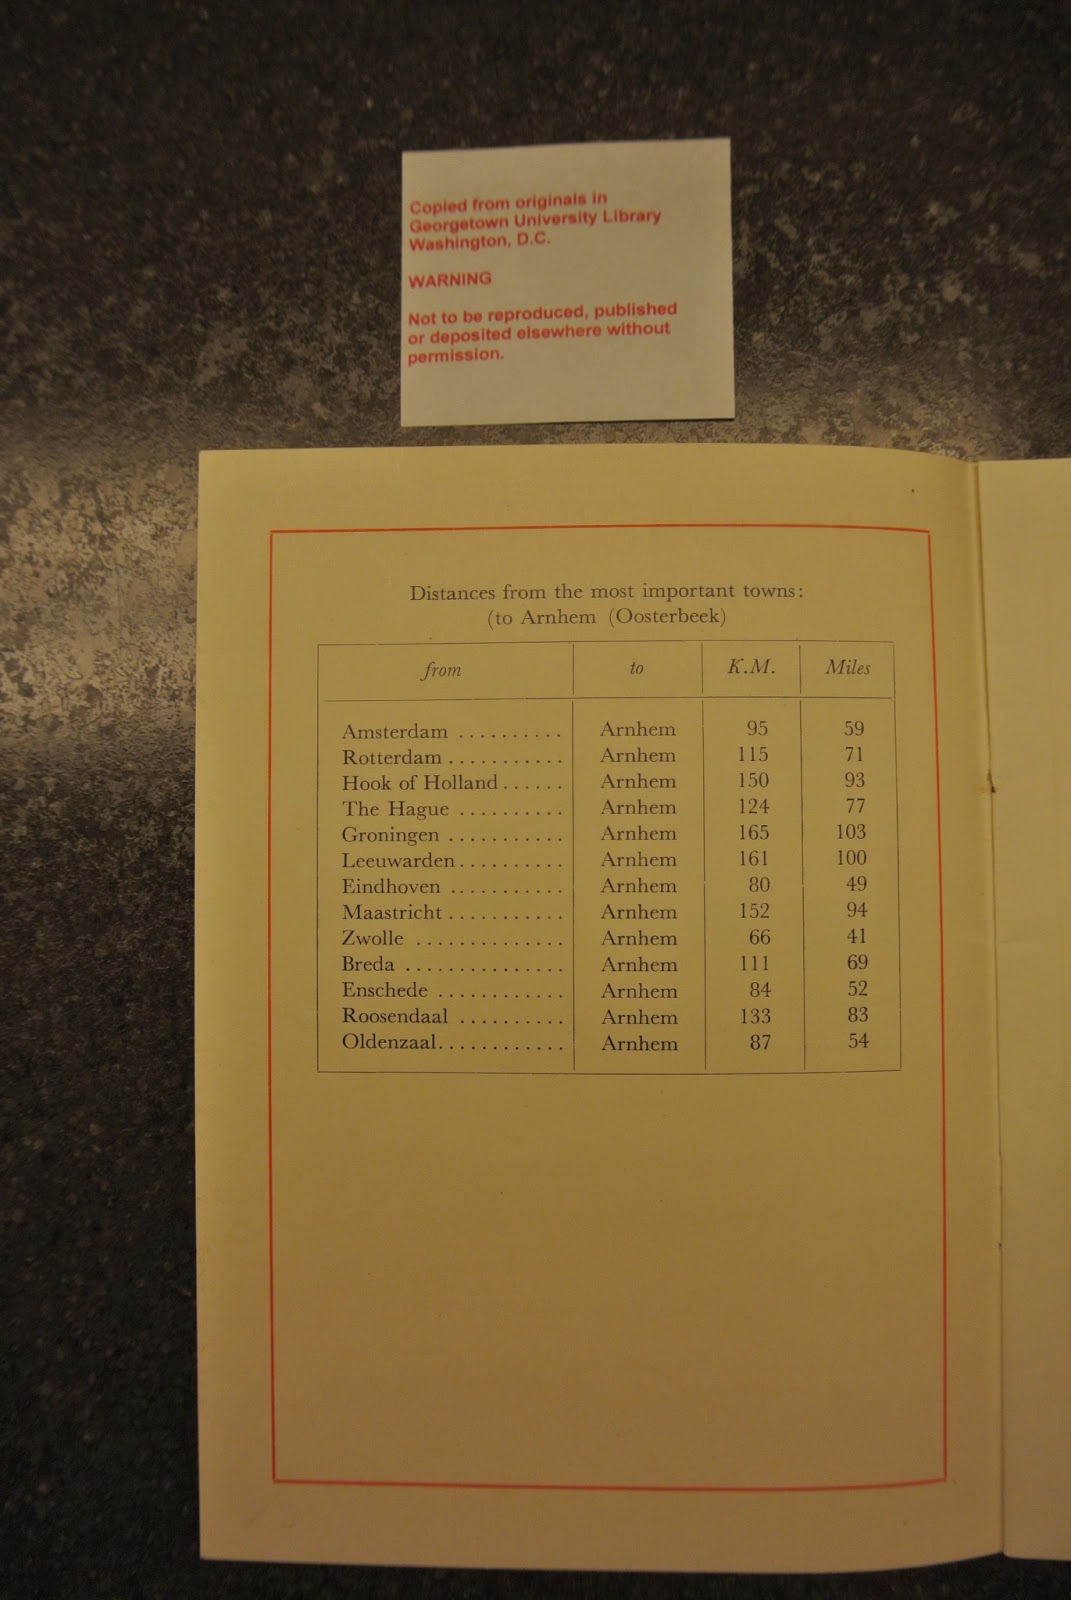 Copied from originals in
Georgetown University Library
Washington, D.C.
WARNING
Not to be reproduced, published
or deposited elsewhere without
permission.
Distances from the most important towns:
(to Arnhem (Oosterbeek)
from to K.M. Miles
Amsterdam .......... Arnhem 95 59
Rotterdam ........... Arnhem 115 71
Hook of Holland ...... Arnhem 150 93
The Hague .......... Arnhem 124 77
Groningen ........... Arnhem 165 103
Leeuwarden .......... Arnhem 161 100
Eindhoven ........... Arnhem 80 49
Maastricht ........... Arnhem 152 94
Zwolle .............. Arnhem 66 41
Breda ............... Arnhem 111 69
Enschede ............ Arnhem 84 52
Roosendaal .......... Arnhem 133 83
Oldenzaal ............ Arnhem 87 54